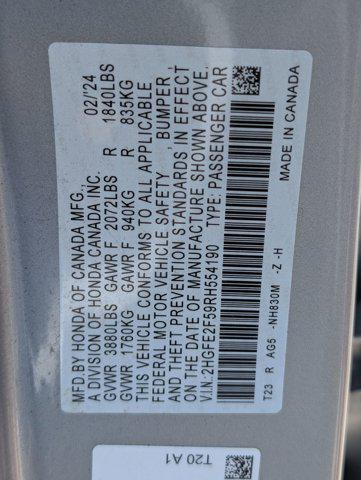 MFD BY HONDA OF CANADA MFG., 02/'24
A DIVISION OF HONDA CANADA INC.
GVWR 3880LBS GAWR F 2072LBS R 1840LBS
GVWR 1760KG GAWR F 940KG R 835KG
THIS VEHICLE CONFORMS TO ALL APPLICABLE
FEDERAL MOTOR VEHICLE SAFETY, BUMPER,
AND THEFT PREVENTION STANDARDS IN EFFECT
ON THE DATE OF MANUFACTURE SHOWN ABOVE.
V.I.N.:2HGFE2F59RH554190 TYPE: PASSENGER CAR
T23 R AG5 -NH830M -Z -H MADE IN CANADA
T20 A1